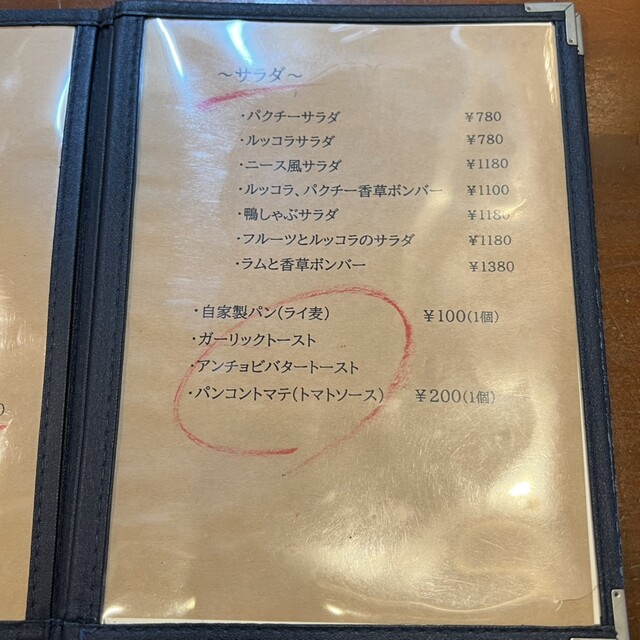 ～サラダ～
・パクチーサラダ ￥780
・ルッコラサラダ ￥780
・ニース風サラダ ￥1180
・ルッコラ、パクチー香草ボンバー ￥1100
・鴨しゃぶサラダ ￥1180
・フルーツとルッコラのサラダ ￥1180
・ラムと香草ボンバー ￥1380
・自家製パン(ライ麦) ￥100(1個)
・ガーリックトースト
・アンチョビバタートースト
・パンコントマテ(トマトソース) ￥200(1個)